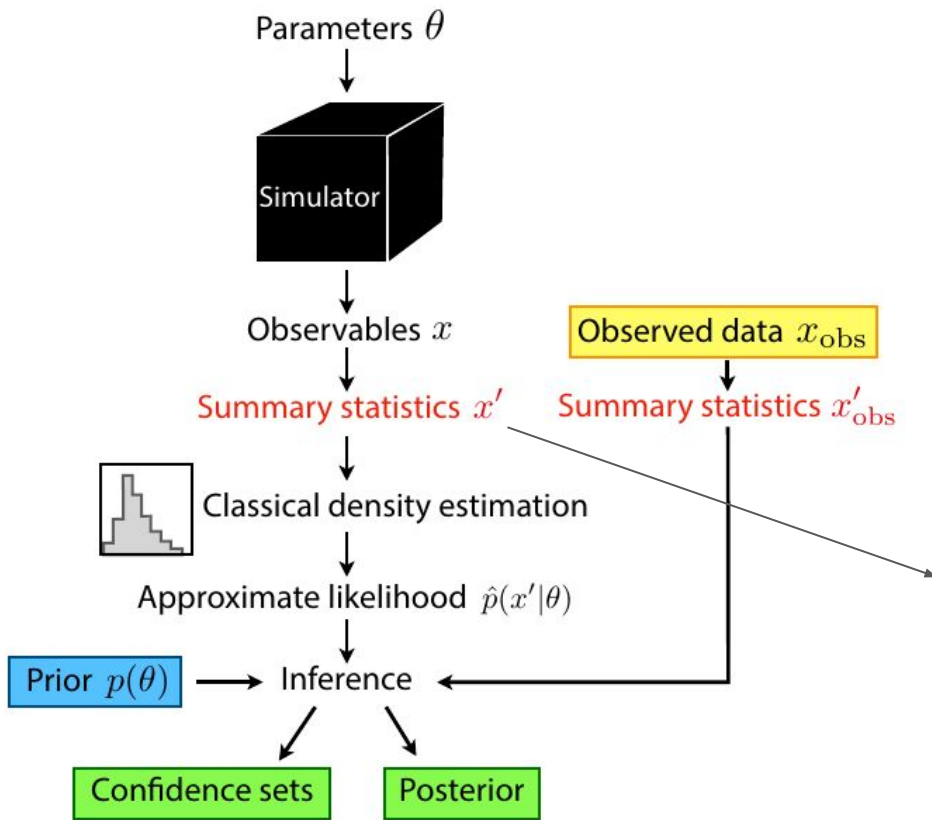 Parameters θ
Simulator
Observables x
Observed data x_obs
Summary statistics x′
Summary statistics x′_obs
Classical density estimation
Approximate likelihood p̂(x′|θ)
Prior p(θ)
Inference
Confidence sets
Posterior